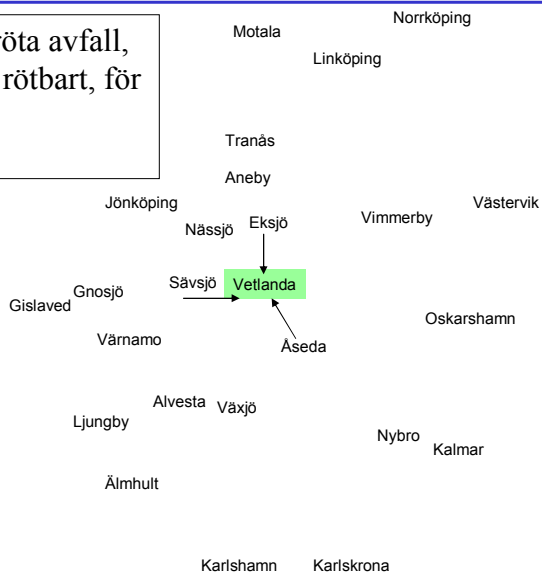 öta avfall,
rötbart, för
Norrköping
Motala
Linköping
Tranås
Aneby
Jönköping
Västervik
Vimmerby
Nässjö
Eksjö
Sävsjö
Vetlanda
Gnosjö
Gislaved
Oskarshamn
Värnamo
Åseda
Alvesta
Växjö
Ljungby
Nybro
Kalmar
Älmhult
Karlshamn
Karlskrona